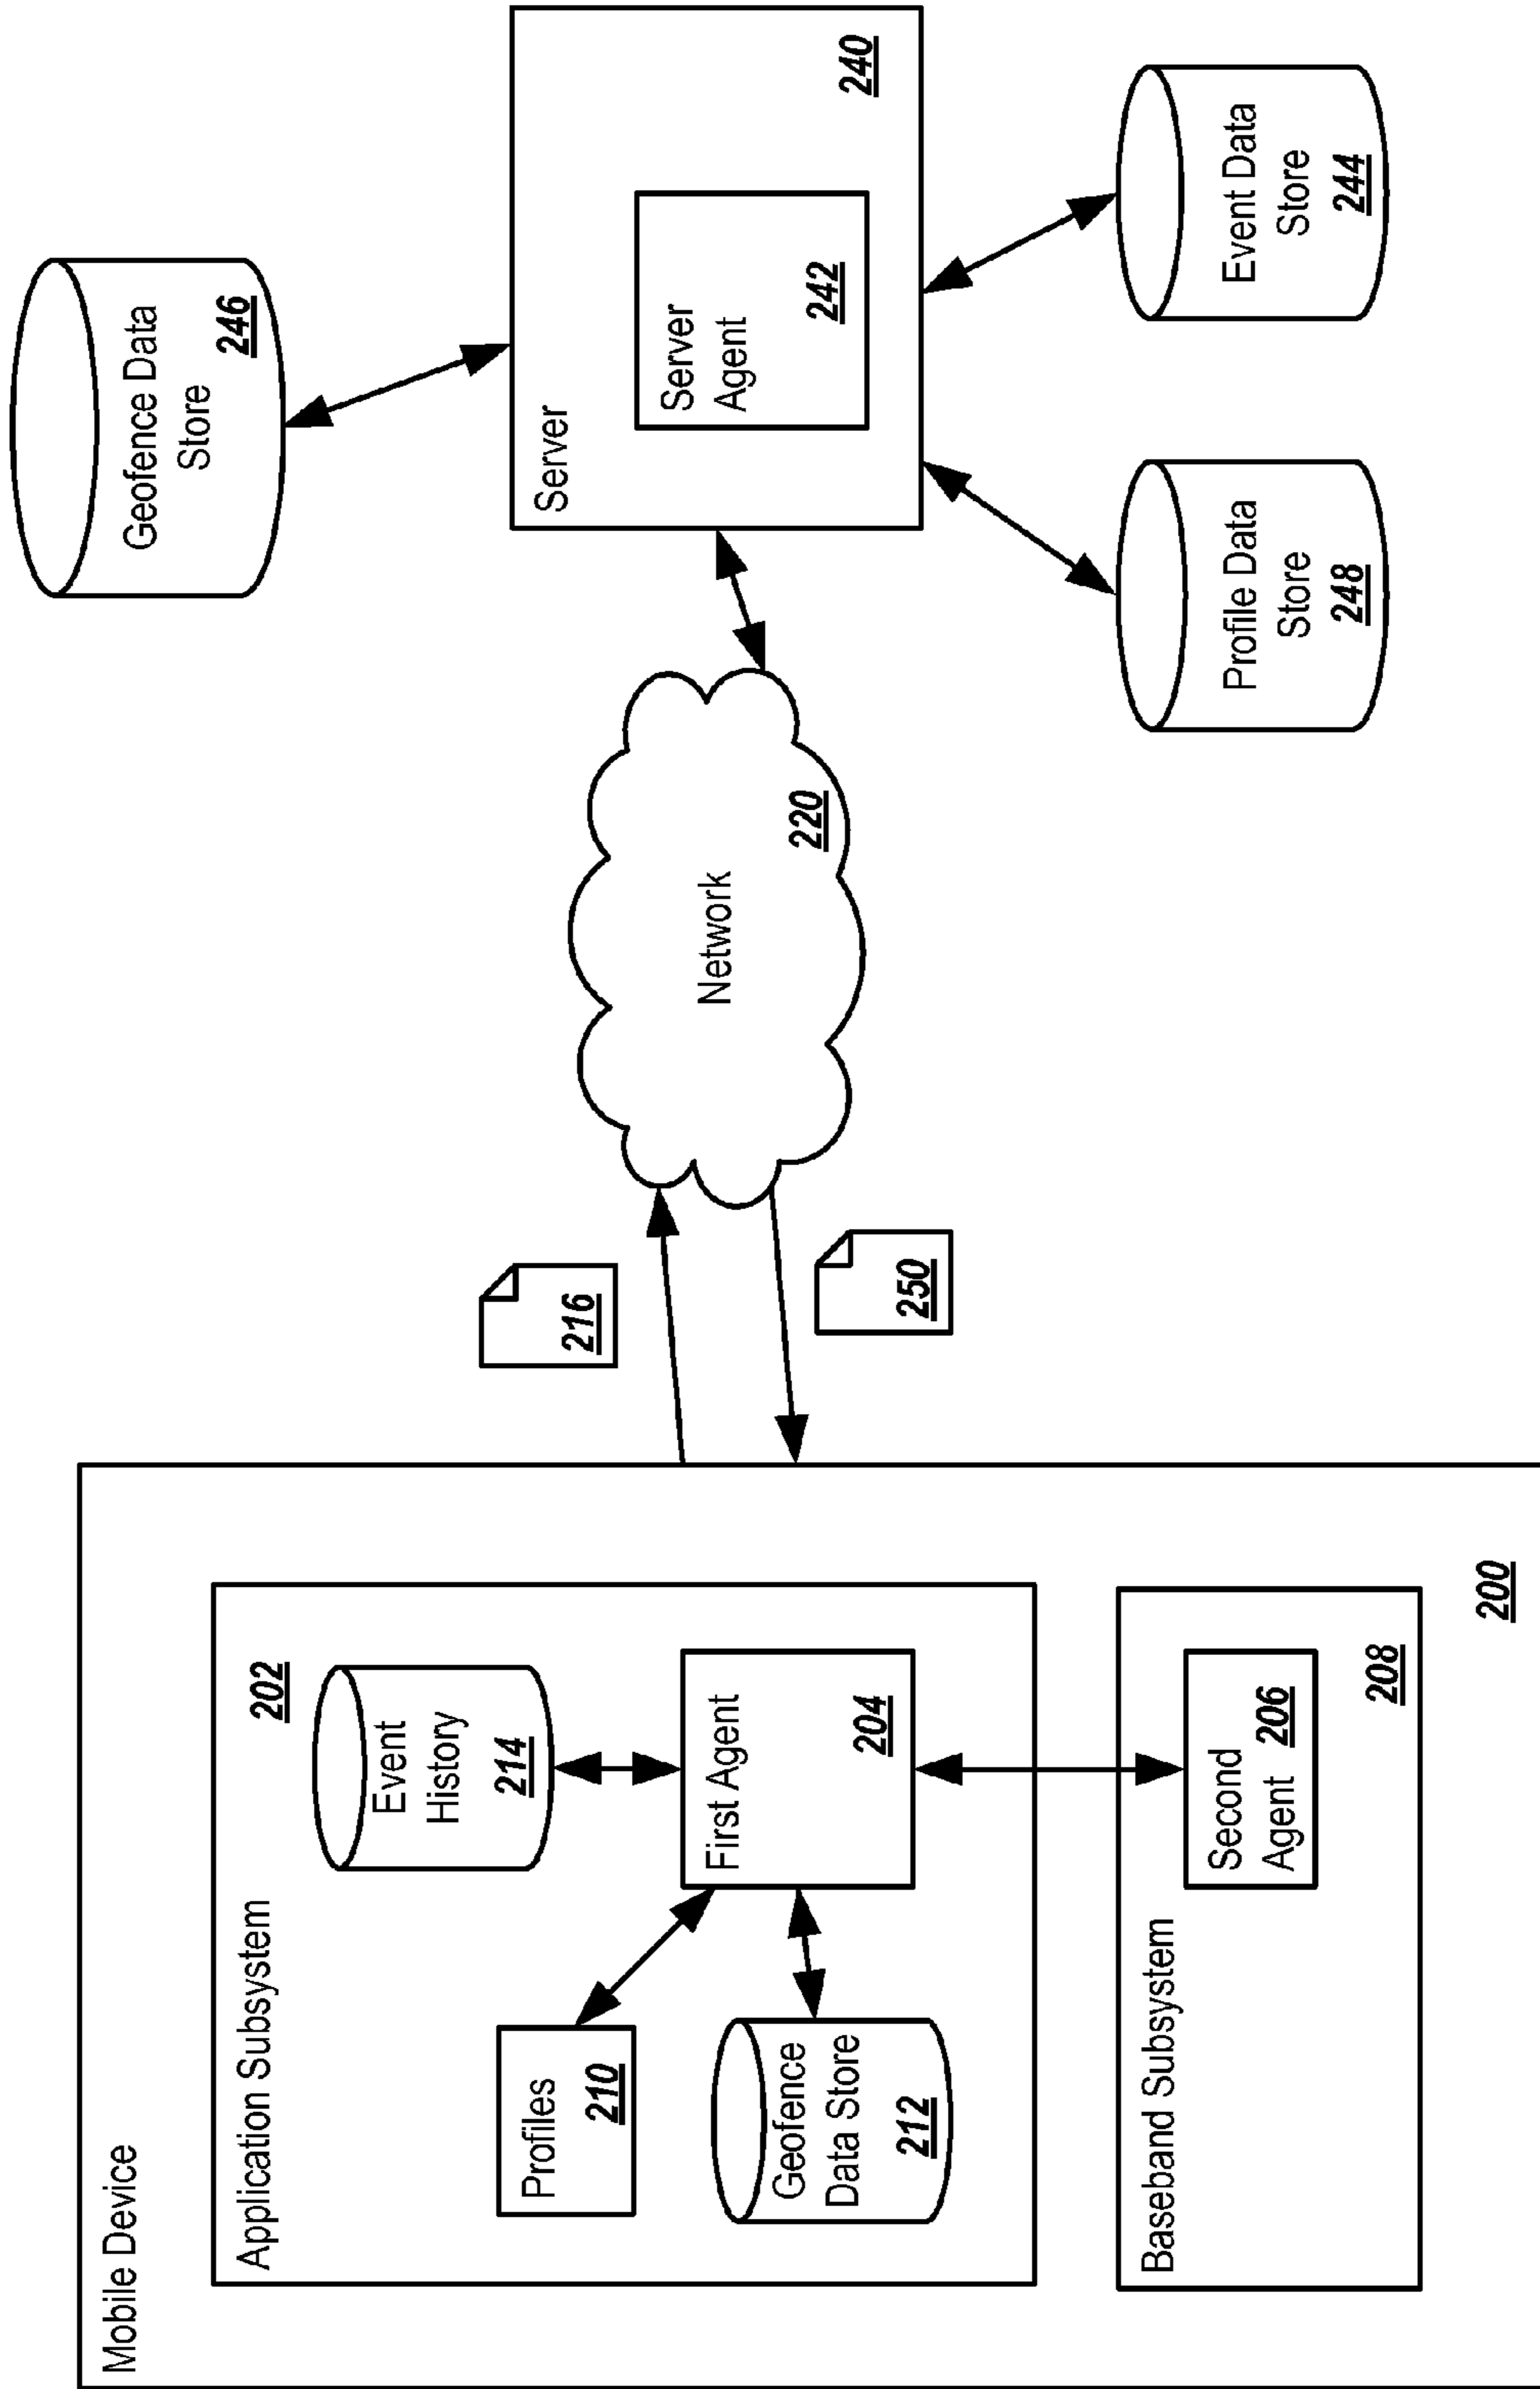 Mobile Device
Application Subsystem
202
Profiles
210
Event
History
214
Geofence
Data Store
212
First Agent
204
Baseband Subsystem
Second
Agent
206
208
200
216
250
Network
220
Geofence Data
Store
246
Server
Server
Agent
242
240
Profile Data
Store
248
Event Data
Store
244